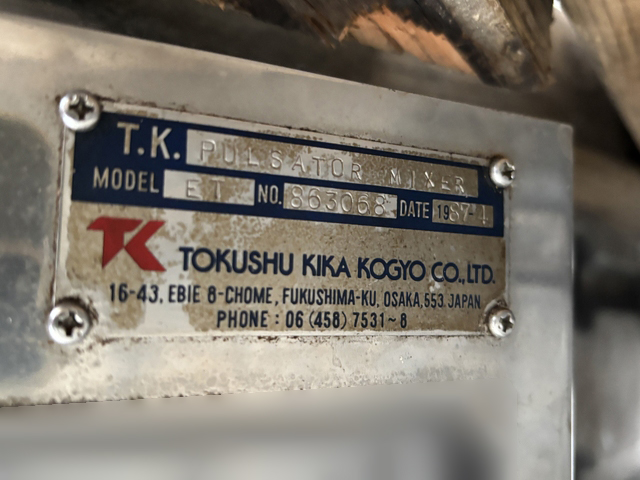 T.K. PULSATOR MIXER
MODEL ET NO. 863068 DATE 1987-4
TK TOKUSHU KIKA KOGYO CO., LTD.
16-43, EBIE 8-CHOME, FUKUSHIMA-KU, OSAKA, 553 JAPAN
PHONE : 06 (458) 7531~8